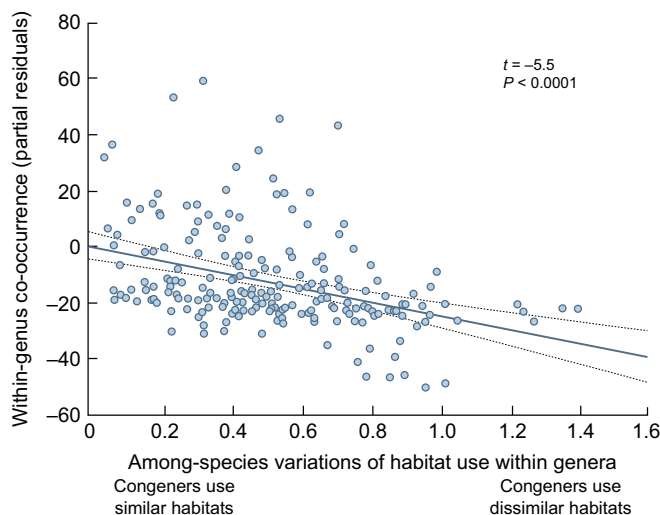 80
60
40
20
0
–20
–40
–60
Within-genus co-occurrence (partial residuals)
t = –5.5
P < 0.0001
0 0.2 0.4 0.6 0.8 1.0 1.2 1.4 1.6
Among-species variations of habitat use within genera
Congeners use
similar habitats
Congeners use
dissimilar habitats